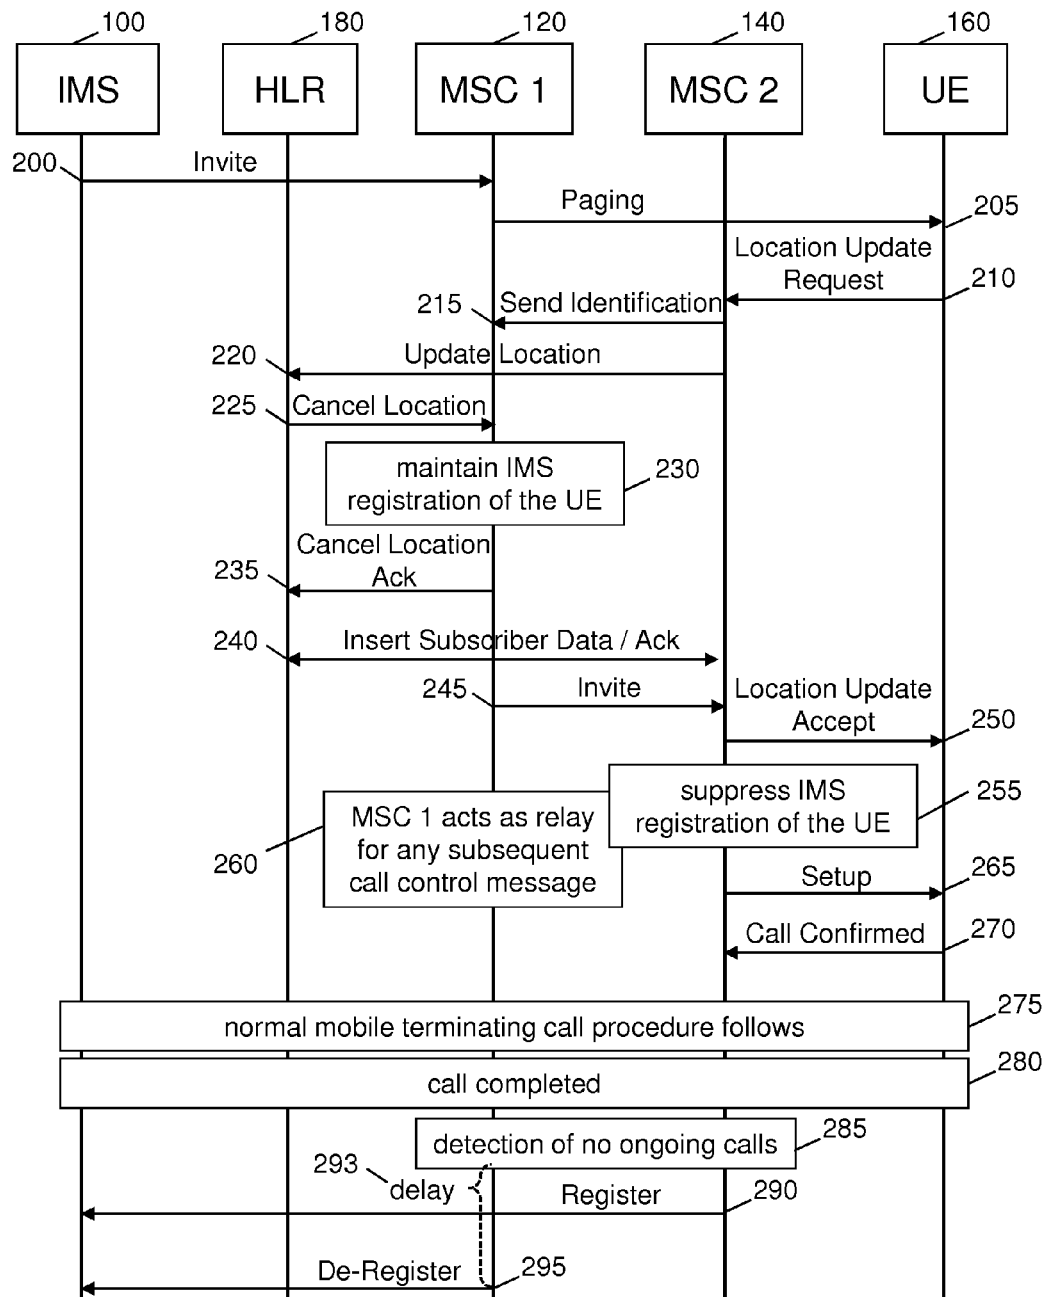 100
180
120
140
160
IMS
HLR
MSC 1
MSC 2
UE
200
Invite
Paging
205
Location Update
Request
210
215
Send Identification
220
Update Location
225
Cancel Location
maintain IMS
registration of the UE
230
Cancel Location
Ack
235
240
Insert Subscriber Data / Ack
245
Invite
Location Update
Accept
250
suppress IMS
registration of the UE
255
MSC 1 acts as relay
for any subsequent
call control message
260
Setup
265
Call Confirmed
270
normal mobile terminating call procedure follows
275
call completed
280
detection of no ongoing calls
285
293
delay
Register
290
De-Register
295